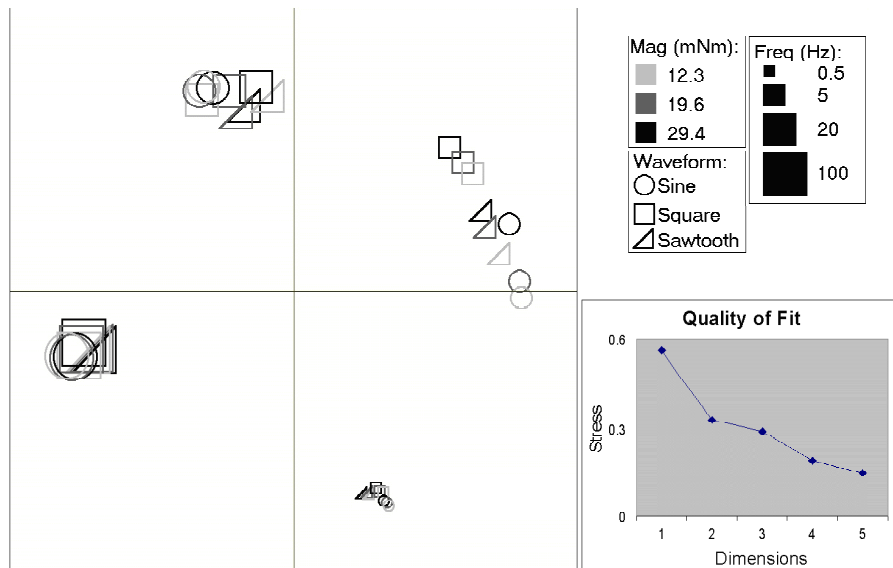 Mag (mNm):
12.3
19.6
29.4
Freq (Hz):
0.5
5
20
100
Waveform:
Sine
Square
Sawtooth
Quality of Fit
0.6
0.3
0
Stress
1 2 3 4 5
Dimensions